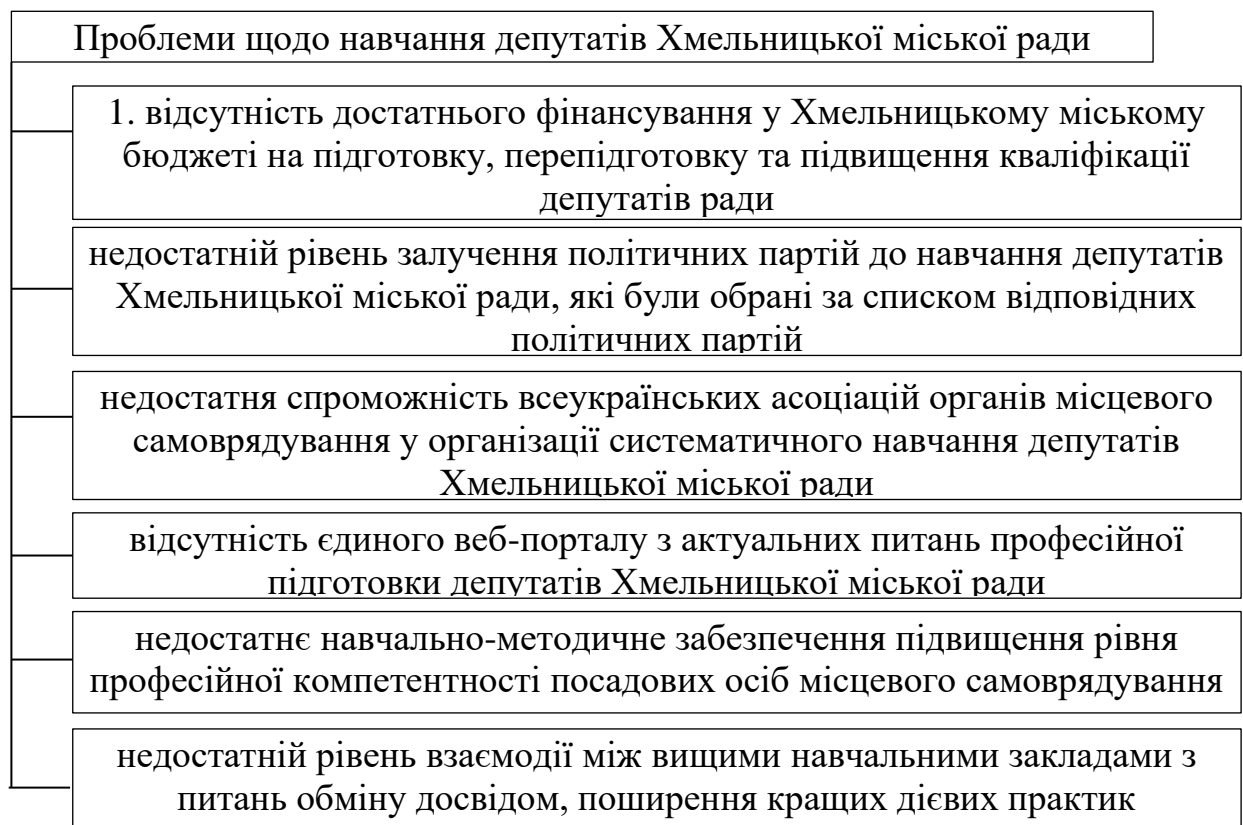 Проблеми щодо навчання депутатів Хмельницької міської ради
1. відсутність достатнього фінансування у Хмельницькому міському
бюджеті на підготовку, перепідготовку та підвищення кваліфікації
депутатів ради
недостатній рівень залучення політичних партій до навчання депутатів
Хмельницької міської ради, які були обрані за списком відповідних
політичних партій
недостатня спроможність всеукраїнських асоціацій органів місцевого
самоврядування у організації систематичного навчання депутатів
Хмельницької міської ради
відсутність єдиного веб-порталу з актуальних питань професійної
підготовки депутатів Хмельницької міської ради
недостатнє навчально-методичне забезпечення підвищення рівня
професійної компетентності посадових осіб місцевого самоврядування
недостатній рівень взаємодії між вищими навчальними закладами з
питань обміну досвідом, поширення кращих дієвих практик